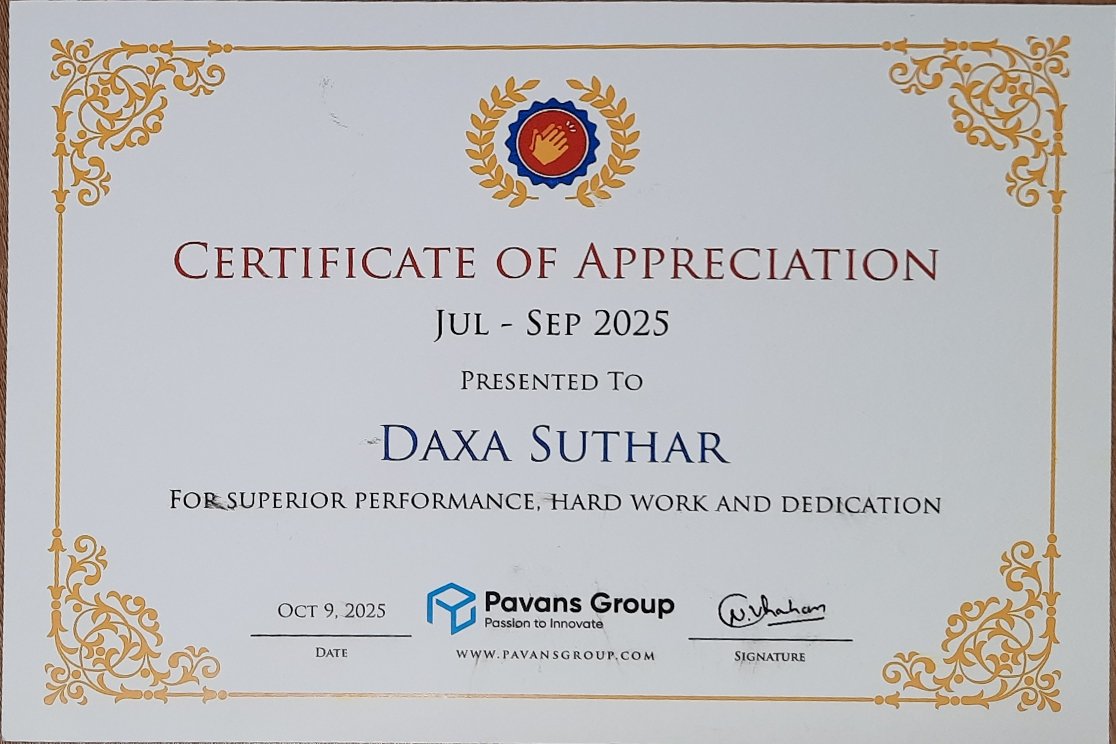 Certificate of Appreciation
Jul - Sep 2025
Presented To
Daxa Suthar
For superior performance, hard work and dedication
Oct 9, 2025
Date
Pavans Group
Passion to Innovate
www.pavansgroup.com
Signature